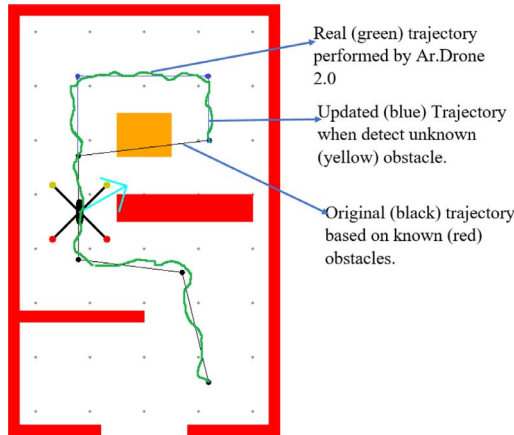 Real (green) trajectory
performed by Ar.Drone
2.0
Updated (blue) Trajectory
when detect unknown
(yellow) obstacle.
Original (black) trajectory
based on known (red)
obstacles.